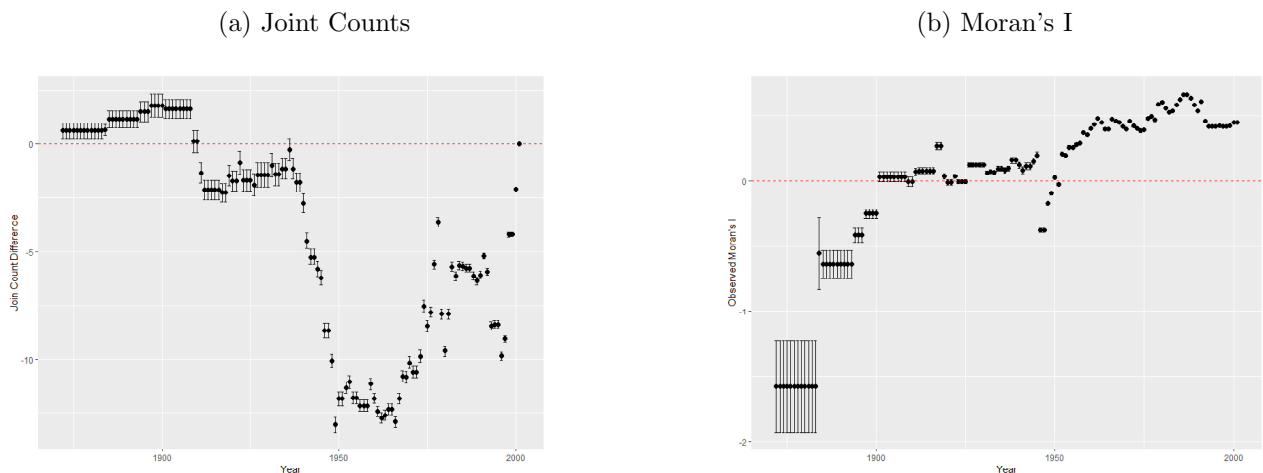 (a) Joint Counts
(b) Moran's I
Join Count Difference
0
-5
-10
1900
1950
2000
Year
Observed Moran's I
1
0
-1
-2
1900
1950
2000
Year